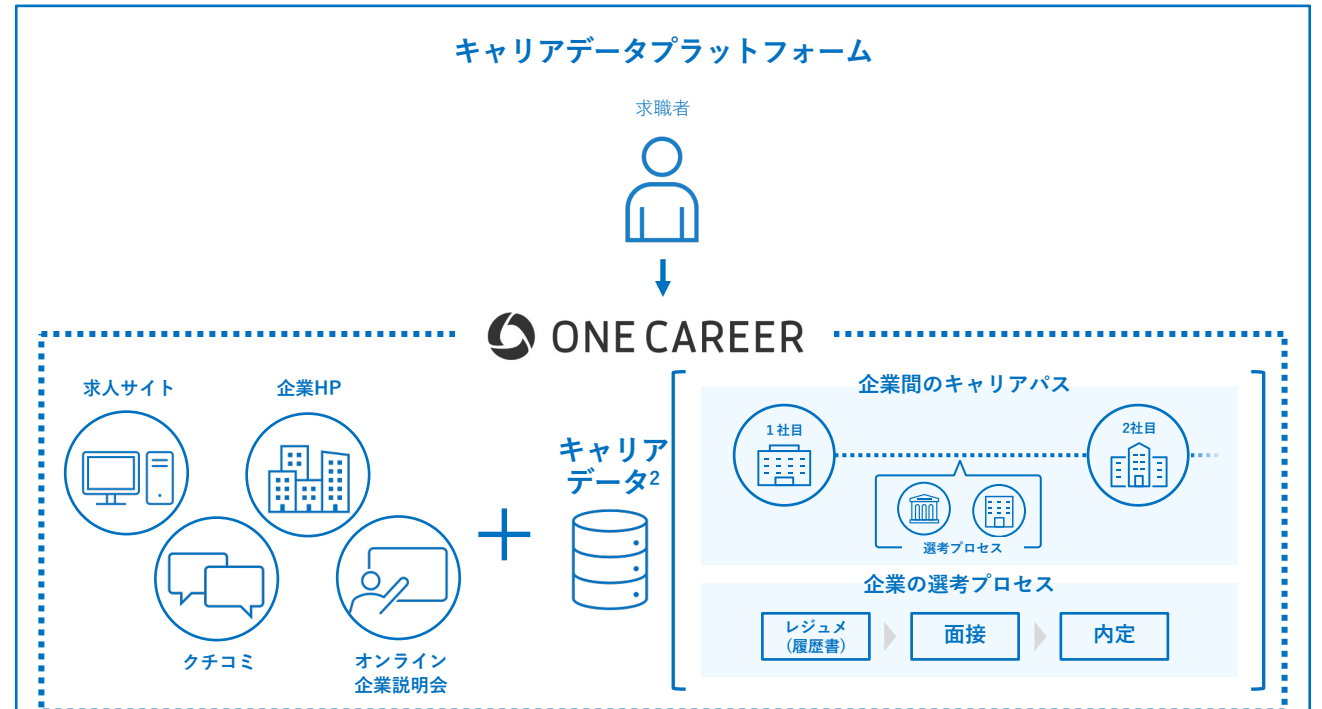 キャリアデータプラットフォーム
求職者
ONE CAREER
求人サイト
企業HP
クチコミ
オンライン
企業説明会
キャリア
データ2
企業間のキャリアパス
1社目
2社目
選考プロセス
企業の選考プロセス
レジュメ
(履歴書)
面接
内定